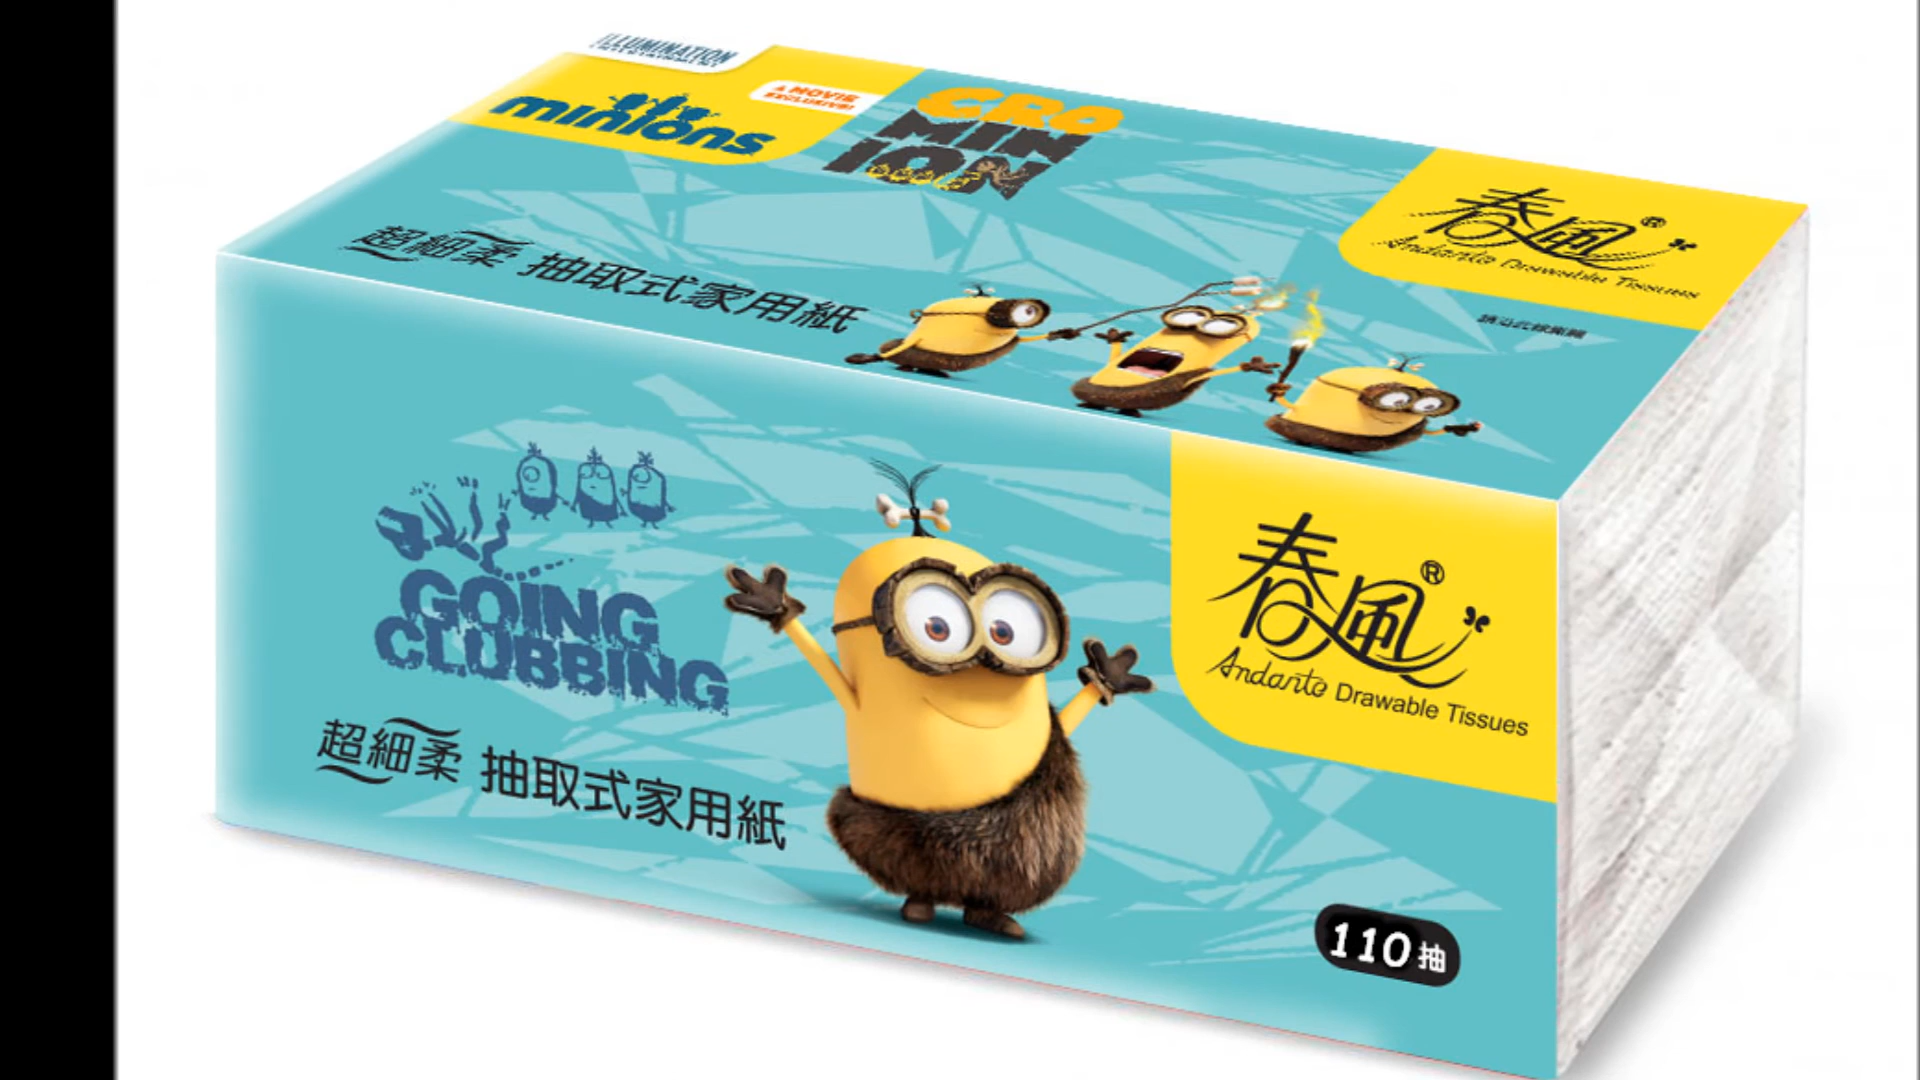 ILLUMINATION
ENTERTAINMENT
minions
A MOVIE
EXCLUSIVE!
CRO
MIN
ION
春風®
Andante Drawable Tissues
超細柔 抽取式家用紙
GOING
CLUBBING
春風®
Andante Drawable Tissues
超細柔 抽取式家用紙
110抽